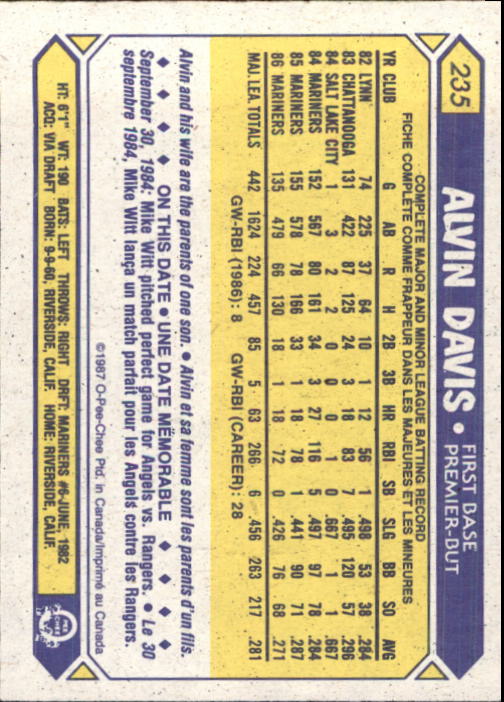 235
ALVIN DAVIS • FIRST BASE
PREMIER-BUT
COMPLETE MAJOR AND MINOR LEAGUE BATTING RECORD
FICHE COMPLETE COMME FRAPPEUR DANS LES MAJEURES ET LES MINEURES
YR CLUB G AB R H 2B 3B HR RBI SB SLG BB SO AVG
82 LYNN 74 225 37 64 10 1 12 56 1 .498 53 38 .284
83 CHATTANOOGA 131 422 87 125 24 3 18 83 7 .495 120 57 .296
84 SALT LAKE CITY 1 3 2 2 0 0 0 1 0 .667 1 1 .667
84 MARINERS 152 567 80 161 34 3 27 116 5 .497 97 78 .284
85 MARINERS 155 578 78 166 33 1 18 78 1 .441 90 71 .287
86 MARINERS 135 479 66 130 18 1 18 72 0 .426 76 68 .271
MAJ. LEA. TOTALS 442 1624 224 457 85 5 63 266 6 .456 263 217 .281
GW-RBI (1986): 8 GW-RBI (CAREER): 28
Alvin and his wife are the parents of one son. • Alvin et sa femme sont les parents d'un fils.
♦ ♦ ♦ ♦ ON THIS DATE • UNE DATE MÉMORABLE ♦ ♦ ♦ ♦
September 30, 1984: Mike Witt pitched perfect game for Angels vs. Rangers. • Le 30
septembre 1984, Mike Witt lança un match parfait pour les Angels contre les Rangers.
©1987 O-Pee-Chee Ptd. in Canada/Imprimé au Canada
HT: 6'1" WT: 190 BATS: LEFT THROWS: RIGHT DRFT: MARINERS #6-JUNE, 1982
ACQ: VIA DRAFT BORN: 9-9-60, RIVERSIDE, CALIF. HOME: RIVERSIDE, CALIF.
O PEE CHEE